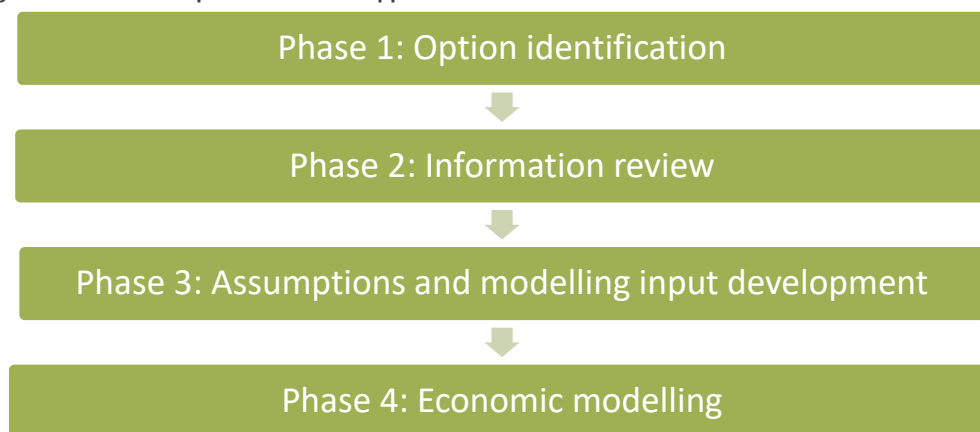 Phase 1: Option identification
Phase 2: Information review
Phase 3: Assumptions and modelling input development
Phase 4: Economic modelling